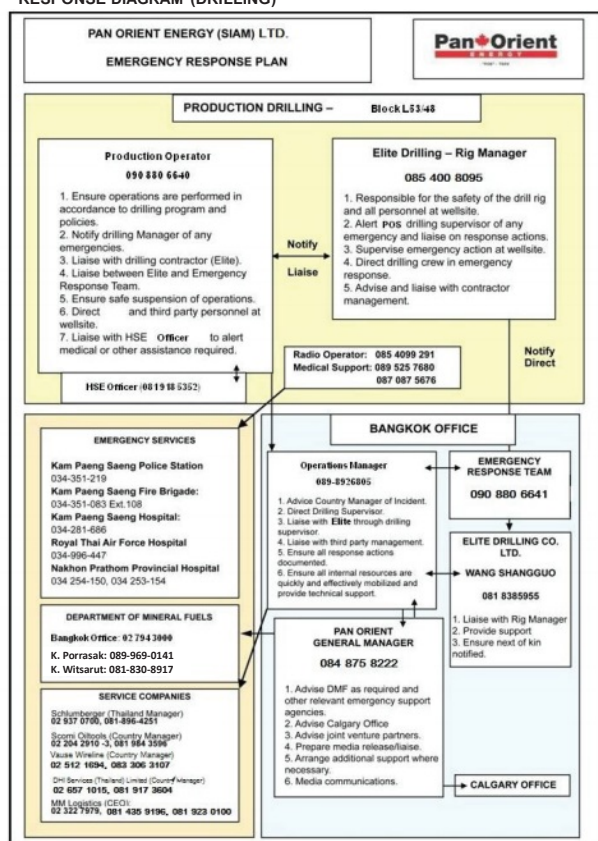 RESPONSE DIAGRAM (DRILLING)
PAN ORIENT ENERGY (SIAM) LTD.
EMERGENCY RESPONSE PLAN
Pan Orient
ENERGY
PRODUCTION DRILLING – Block L53/48
Production Operator
090 880 6640
1. Ensure operations are performed in
accordance to drilling program and
policies.
2. Notify drilling Manager of any
emergencies.
3. Liaise with drilling contractor (Elite).
4. Liaise between Elite and Emergency
Response Team.
5. Ensure safe suspension of operations.
6. Direct and third party personnel at
wellsite.
7. Liaise with HSE Officer to alert
medical or other assistance required.
HSE Officer (081 918 5352)
Notify
Liaise
Elite Drilling – Rig Manager
085 400 8095
1. Responsible for the safety of the drill rig
and all personnel at wellsite.
2. Alert POS drilling supervisor of any
emergency and liaise on response actions.
3. Supervise emergency action at wellsite.
4. Direct drilling crew in emergency
response.
5. Advise and liaise with contractor
management.
Radio Operator: 085 4099 291
Medical Support: 089 525 7680
087 087 5676
Notify
Direct
EMERGENCY SERVICES
Kam Paeng Saeng Police Station
034-351-219
Kam Paeng Saeng Fire Brigade:
034-351-083 Ext.108
Kam Paeng Saeng Hospital:
034-281-686
Royal Thai Air Force Hospital
034-996-447
Nakhon Prathom Provincial Hospital
034 254-150, 034 253-154
DEPARTMENT OF MINERAL FUELS
Bangkok Office: 02 794 3000
K. Porrasak: 089-969-0141
K. Witsarut: 081-830-8917
SERVICE COMPANIES
Schlumberger (Thailand Manager)
02 937 0700, 081-896-4251
Scomi Oiltools (Country Manager)
02 204 2910 -3, 081 984 3596
Vause Wireline (Country Manager)
02 512 1694, 083 306 3107
DHI Services (Thailand) Limited (Country Manager)
02 657 1015, 081 917 3604
MM Logistics (CEO):
02 322 7979, 081 435 9196, 081 923 0100
BANGKOK OFFICE
Operations Manager
089-8926805
1. Advice Country Manager of Incident.
2. Direct Drilling Supervisor.
3. Liaise with Elite through drilling
supervisor.
4. Liaise with third party management.
5. Ensure all response actions
documented.
6. Ensure all internal resources are
quickly and effectively mobilized and
provide technical support.
EMERGENCY
RESPONSE TEAM
090 880 6641
ELITE DRILLING CO.
LTD.
WANG SHANGGUO
081 8385955
1. Liaise with Rig Manager
2. Provide support
3. Ensure next of kin
notified.
PAN ORIENT
GENERAL MANAGER
084 875 8222
1. Advise DMF as required and
other relevant emergency support
agencies.
2. Advise Calgary Office
3. Advise joint venture partners.
4. Prepare media release/liaise.
5. Arrange additional support where
necessary.
6. Media communications.
CALGARY OFFICE